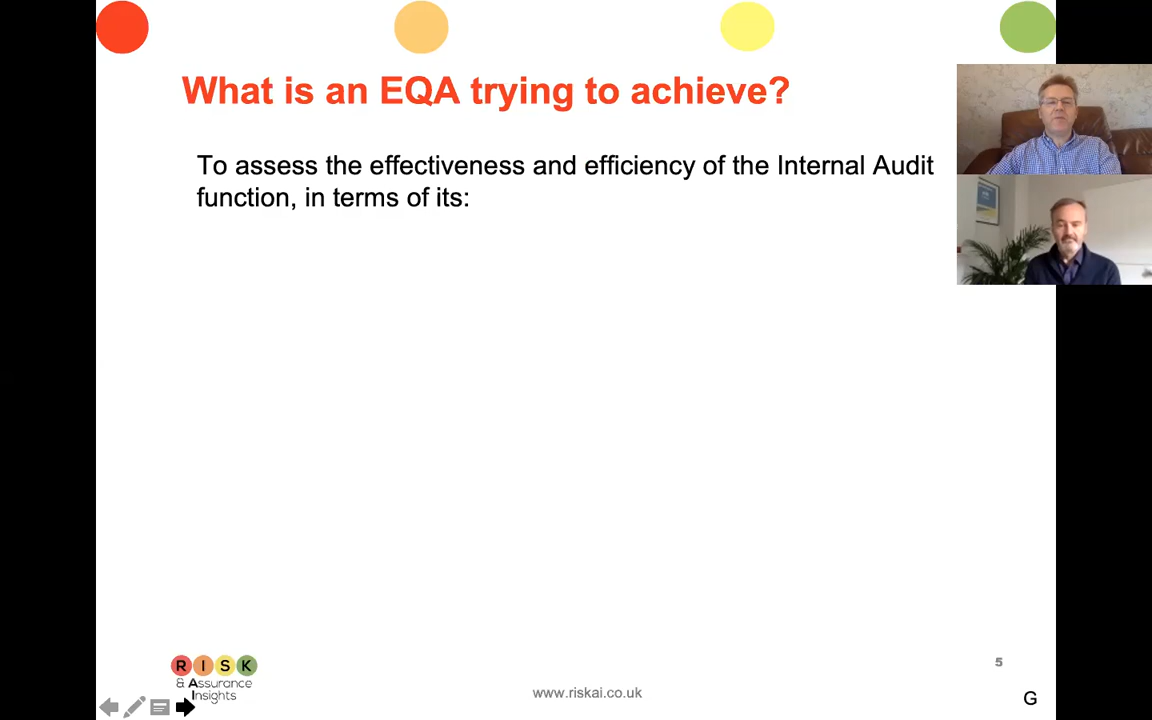 What is an EQA trying to achieve?
To assess the effectiveness and efficiency of the Internal Audit
function, in terms of its:
R I S K
& Assurance
Insights
www.riskai.co.uk
5
G